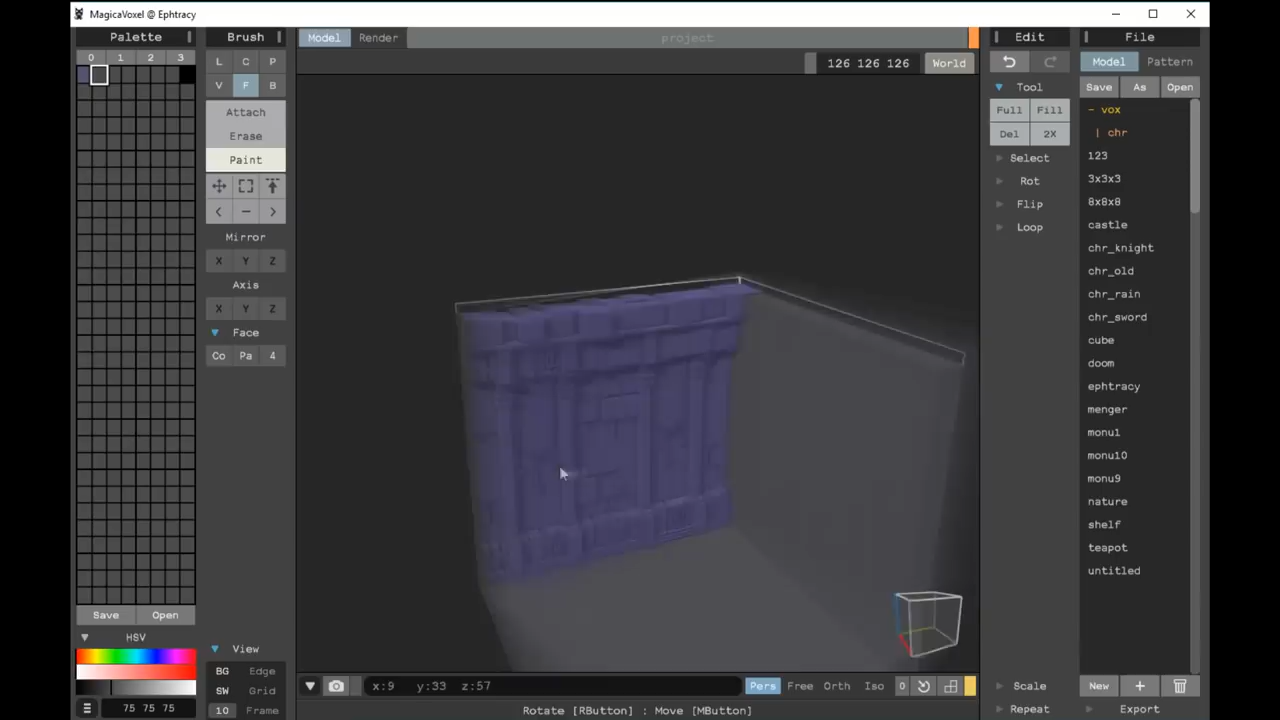 MagicaVoxel @ Ephtracy
Palette
Brush
Model Render
project
Edit
File
0 1 2 3
L C P
126 126 126 World
Model Pattern
V F B
Tool
Save As Open
Attach
Full Fill
- vox
Erase
Del 2X
| chr
Paint
Select
123
Rot
3x3x3
< - >
Flip
8x8x8
Mirror
Loop
castle
X Y Z
chr_knight
Axis
chr_old
X Y Z
chr_rain
Face
chr_sword
Co Pa 4
cube
doom
ephtracy
menger
monu1
monu10
monu9
nature
shelf
teapot
untitled
Save Open
HSV
View
BG Edge
SW Grid
10 Frame
75 75 75
x:9 y:33 z:57
Pers Free Orth Iso 0
Scale
New +
Repeat
Export
Rotate [RButton] : Move [MButton]